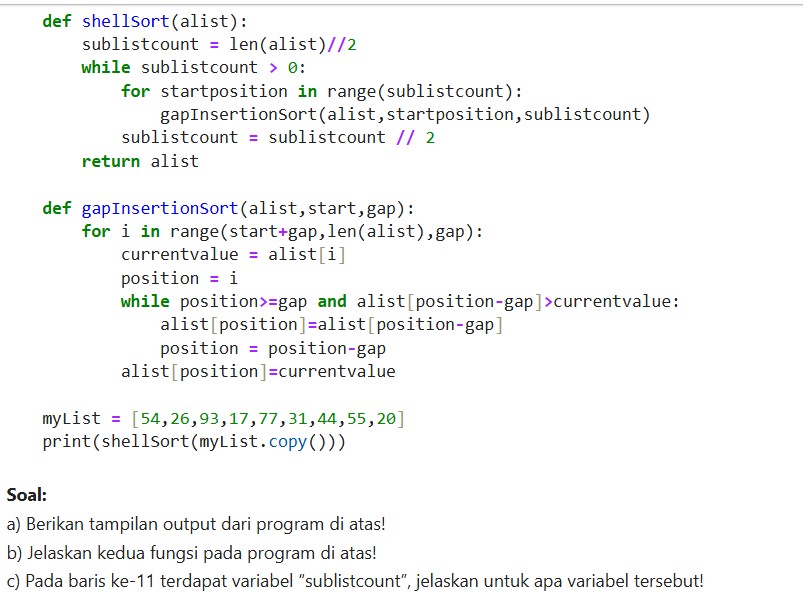 def shellSort(alist):
    sublistcount = len(alist)//2
    while sublistcount > 0:
        for startposition in range(sublistcount):
            gapInsertionSort(alist,startposition,sublistcount)
        sublistcount = sublistcount // 2
    return alist

def gapInsertionSort(alist,start,gap):
    for i in range(start+gap,len(alist),gap):
        currentvalue = alist[i]
        position = i
        while position>=gap and alist[position-gap]>currentvalue:
            alist[position]=alist[position-gap]
            position = position-gap
        alist[position]=currentvalue

myList = [54,26,93,17,77,31,44,55,20]
print(shellSort(myList.copy()))

Soal:
a) Berikan tampilan output dari program di atas!
b) Jelaskan kedua fungsi pada program di atas!
c) Pada baris ke-11 terdapat variabel “sublistcount”, jelaskan untuk apa variabel tersebut!